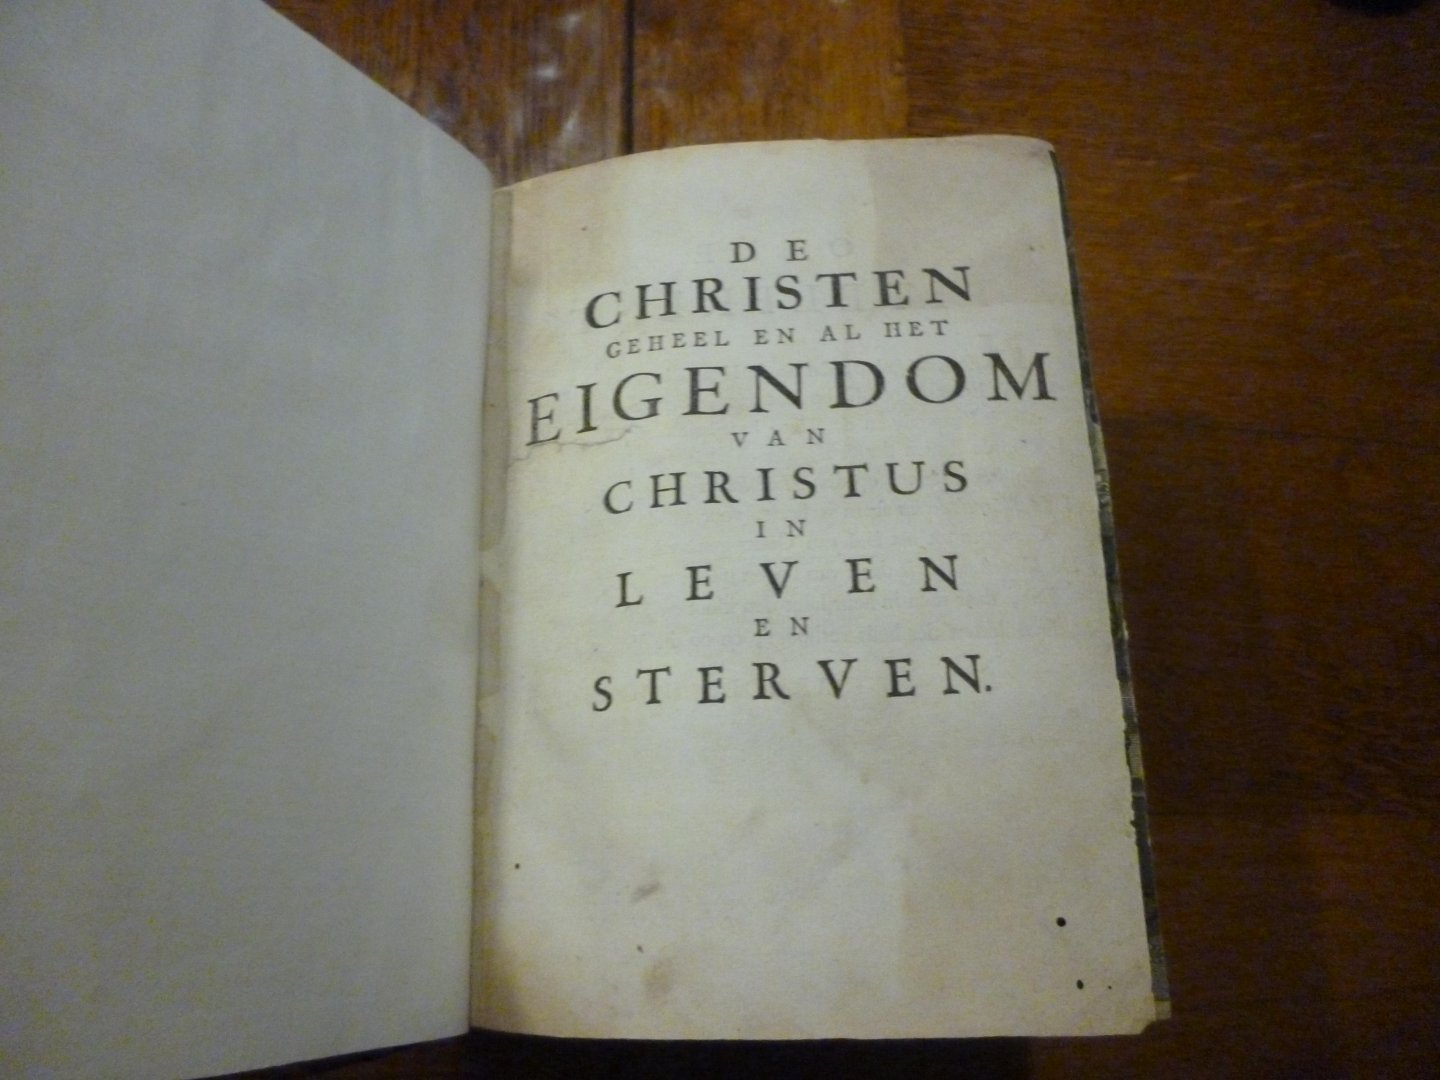 DE
CHRISTEN
GEHEEL EN AL HET
EIGENDOM
VAN
CHRISTUS
IN
LEVEN
EN
STERVEN.